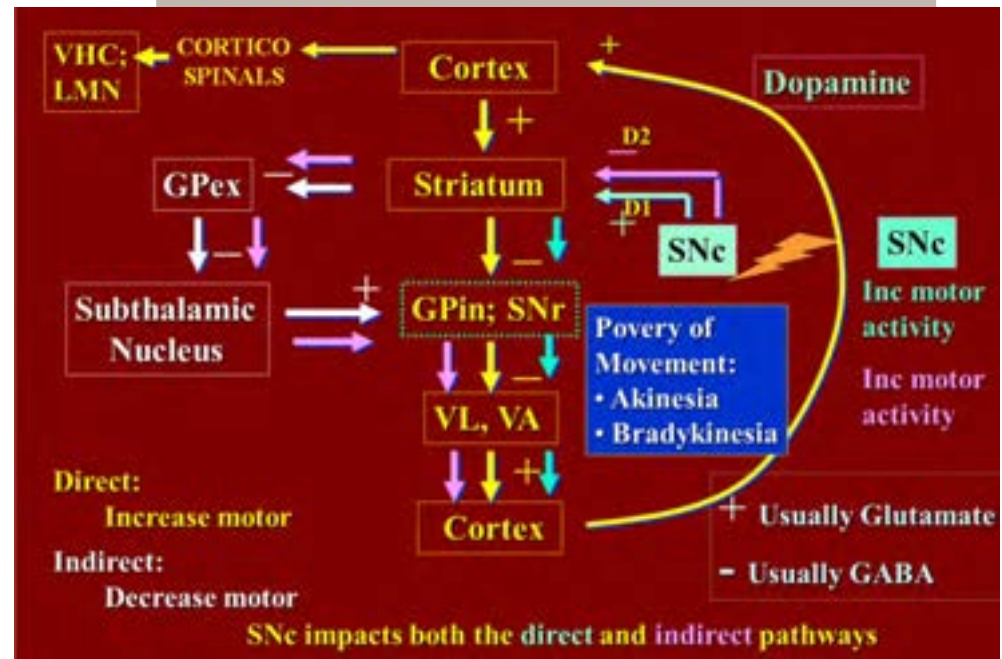 VHC;
LMN
CORTICO
SPINALS
Cortex
+
Dopamine
+
D2
GPex
−
Striatum
−
D1
+
SNc
SNc
−
−
Subthalamic
Nucleus
+
GPin; SNr
Povery of
Movement:
• Akinesia
• Bradykinesia
Inc motor
activity
Inc motor
activity
−
VL, VA
+
Cortex
Direct:
Increase motor
Indirect:
Decrease motor
+ Usually Glutamate
- Usually GABA
SNc impacts both the direct and indirect pathways